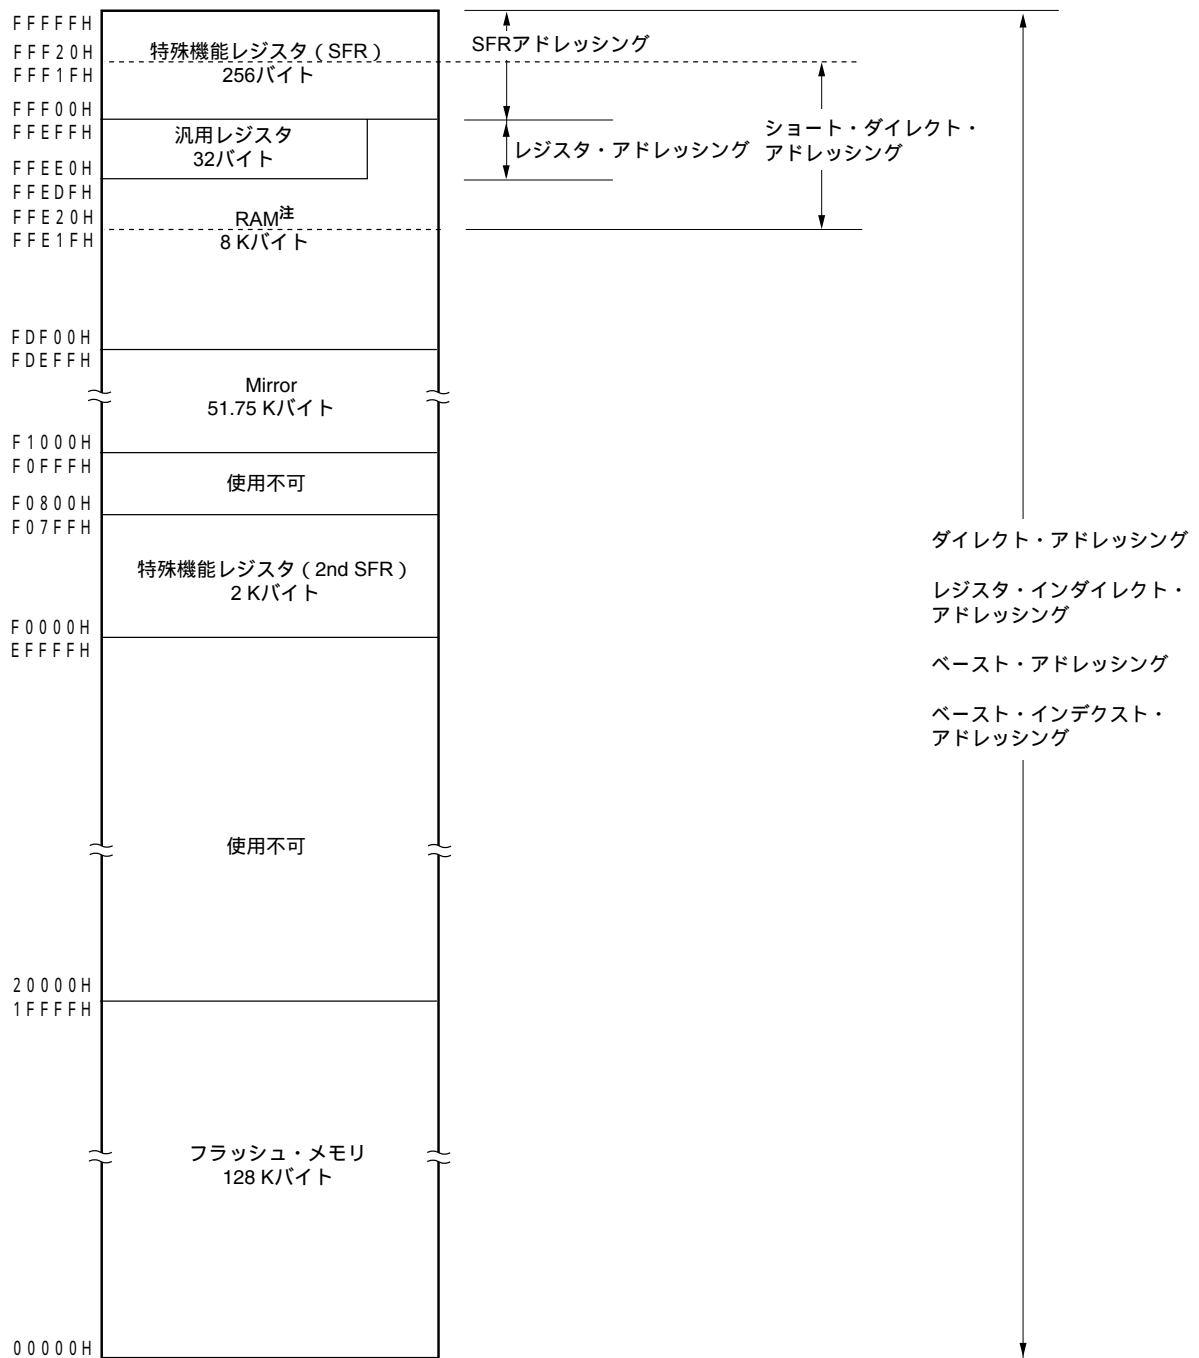 FFFFFH
SFRアドレッシング
FFF20H
特殊機能レジスタ（SFR）
FFF1FH
256バイト
FFF00H
FFEFFH
汎用レジスタ
32バイト
ショート・ダイレクト・
アドレッシング
レジスタ・アドレッシング
FFEE0H
FFEDFH
FFE20H
RAM注
FFE1FH
8 Kバイト
FDF00H
FDEFFH
Mirror
51.75 Kバイト
F1000H
F0FFFH
使用不可
F0800H
F07FFH
ダイレクト・アドレッシング
特殊機能レジスタ（2nd SFR）
2 Kバイト
レジスタ・インダイレクト・
アドレッシング
F0000H
EFFFFH
ベースト・アドレッシング
ベースト・インデクスト・
アドレッシング
使用不可
20000H
1FFFFH
フラッシュ・メモリ
128 Kバイト
00000H